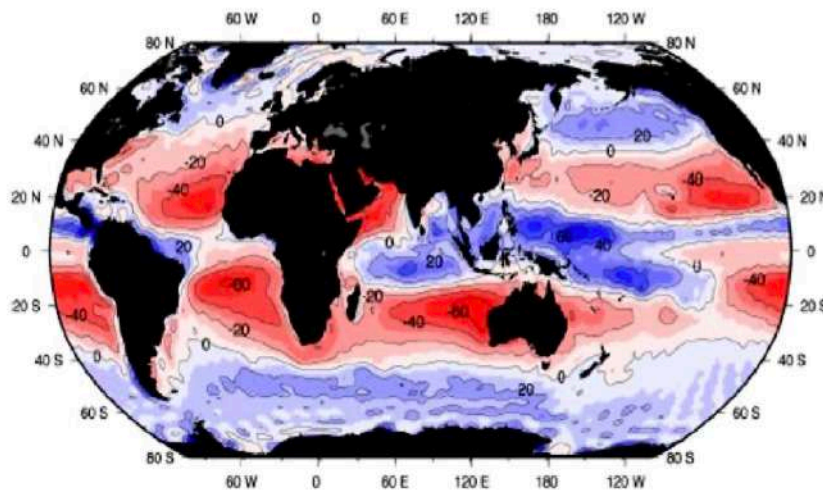 60 W 0 60 E 120 E 180 120 W
80 N 80 N
60 N 60 N
0 20
40 N 40 N
-20 0
-40 -20 -40
20 N 20 N
20 0 60 40
0 0
20 0
-60 -20 -40
20 S -40 -40 -60 20 S
-20
40 S 0 0 0 40 S
20
60 S 60 S
80 S 80 S
60 W 0 60 E 120 E 180 120 W